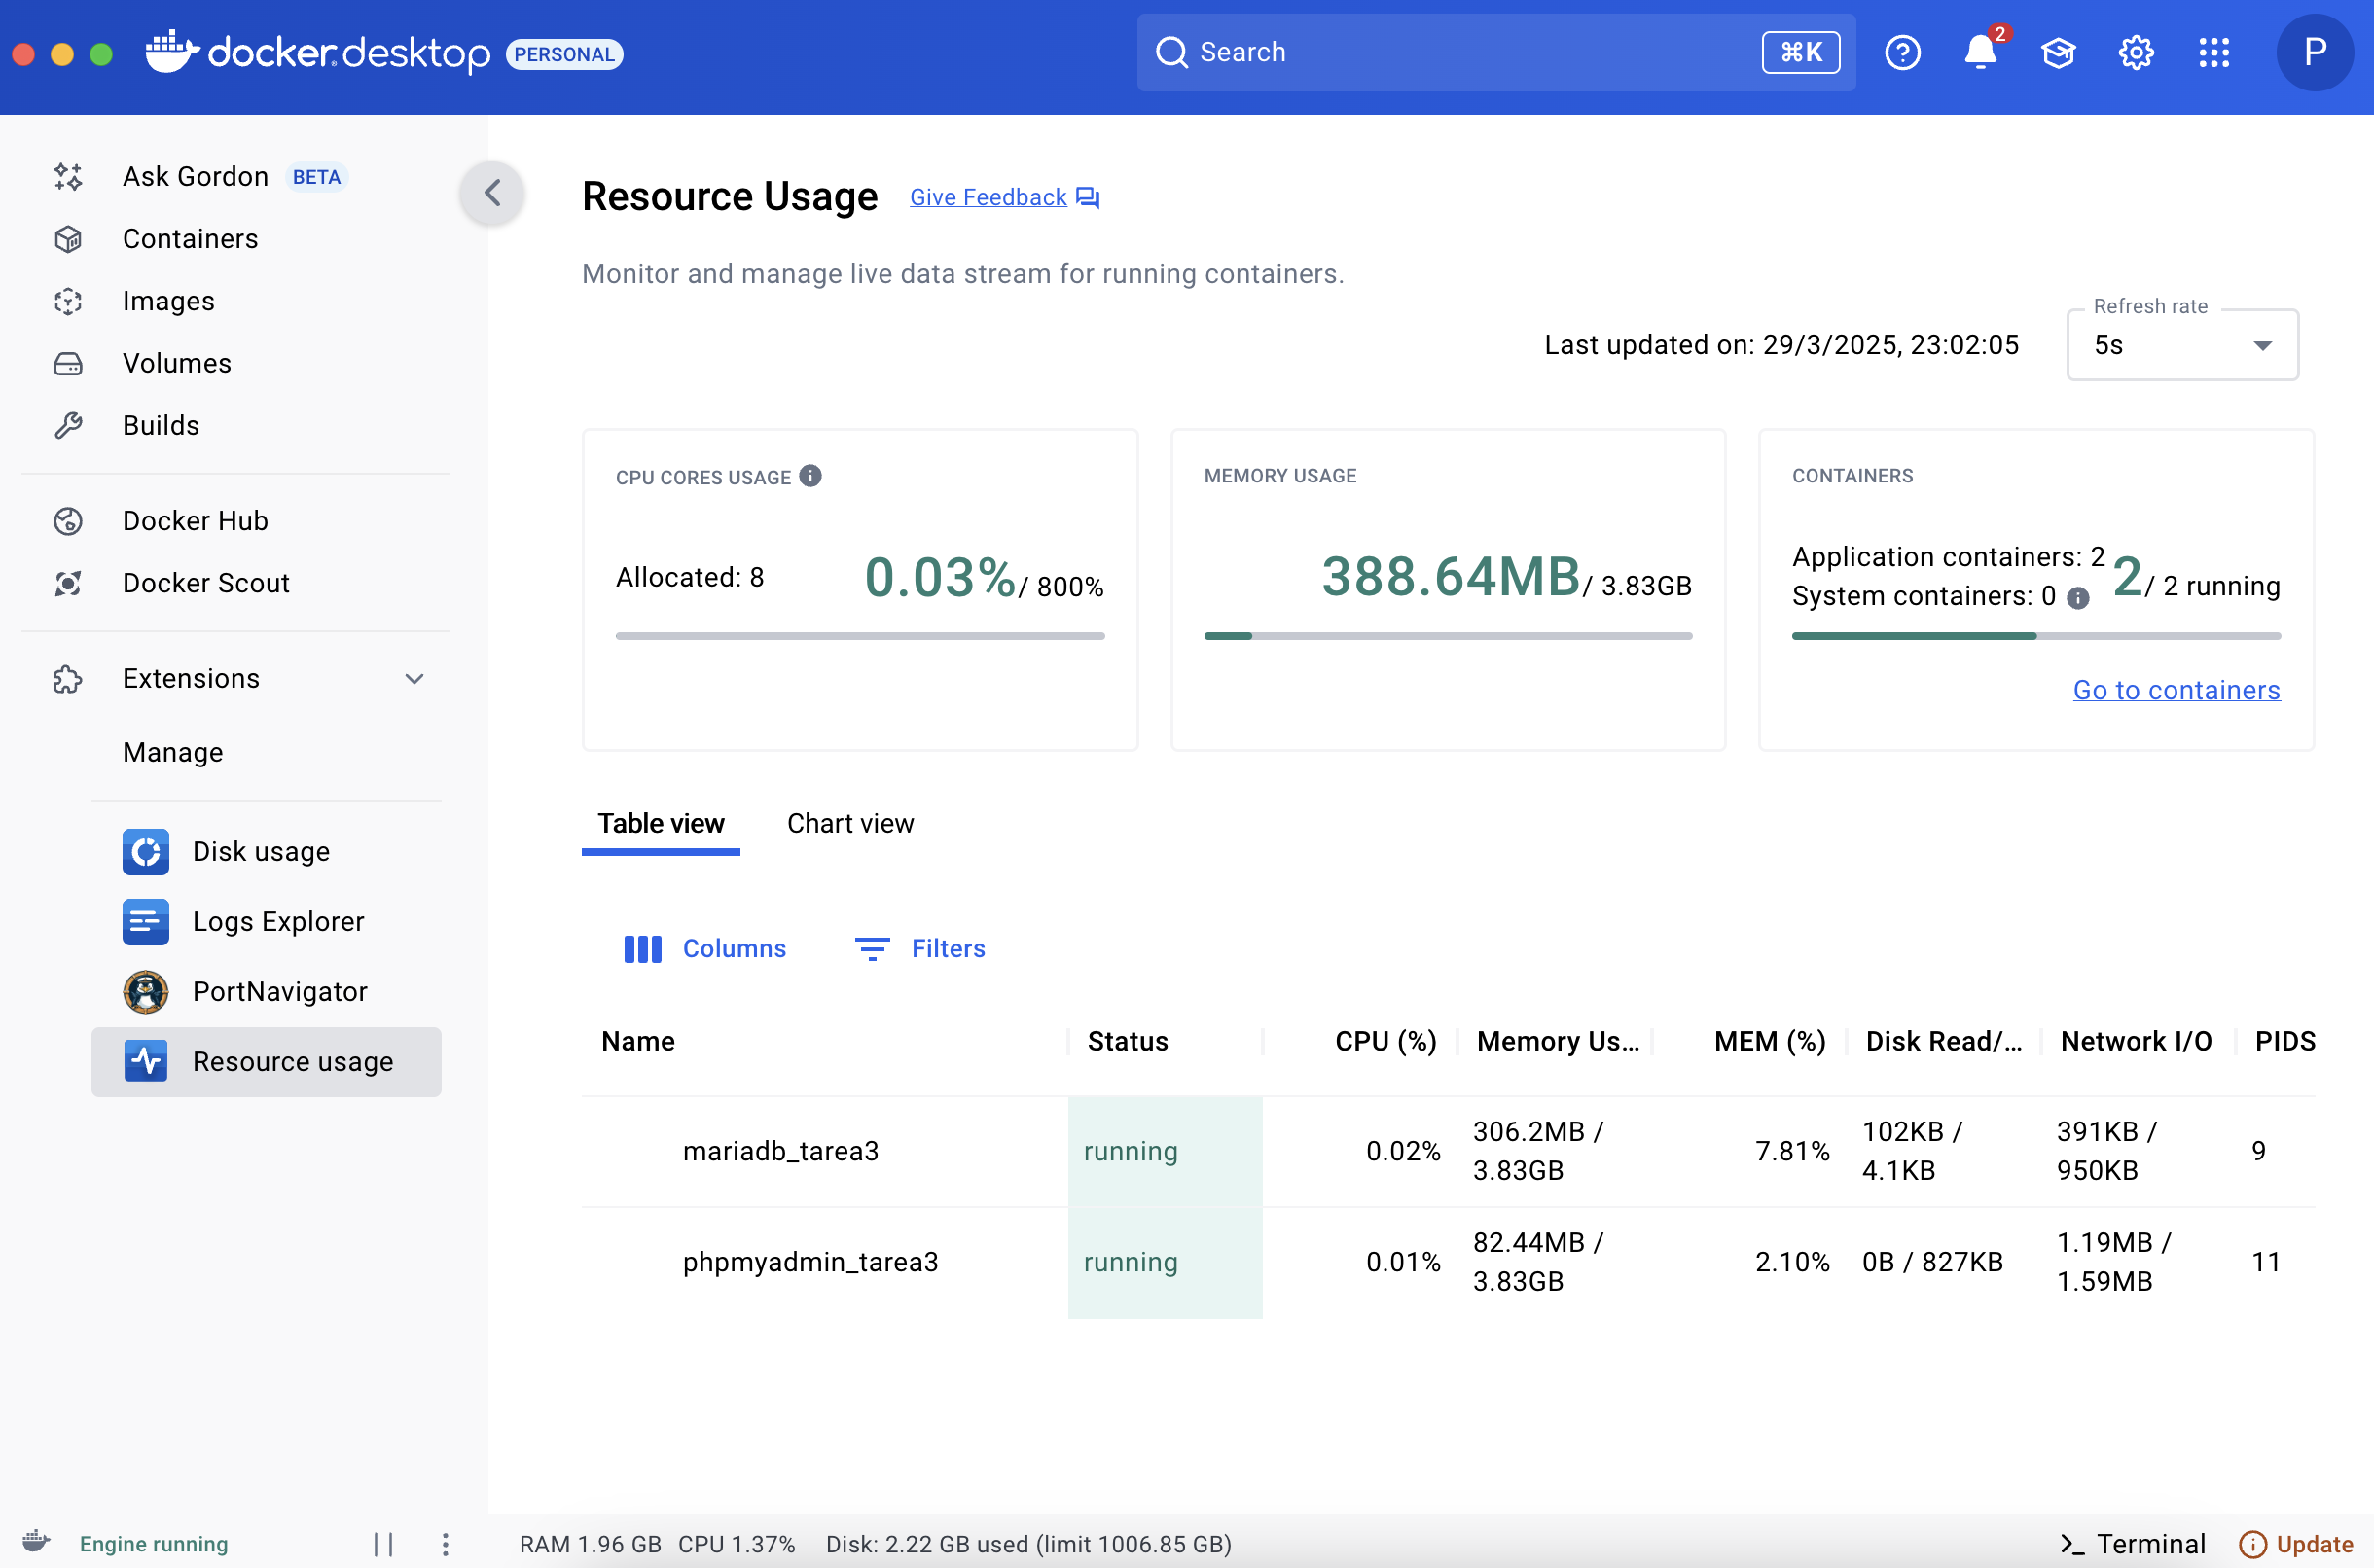 docker.desktop PERSONAL
Search
⌘K
2
P
Ask Gordon BETA
Containers
Images
Volumes
Builds
Docker Hub
Docker Scout
Extensions
Manage
Disk usage
Logs Explorer
PortNavigator
Resource usage
Resource Usage Give Feedback
Monitor and manage live data stream for running containers.
Last updated on: 29/3/2025, 23:02:05
Refresh rate
5s
CPU CORES USAGE
Allocated: 8 0.03% / 800%
MEMORY USAGE
388.64MB / 3.83GB
CONTAINERS
Application containers: 2
System containers: 0
2 / 2 running
Go to containers
Table view Chart view
Columns Filters
Name Status CPU (%) Memory Us... MEM (%) Disk Read/... Network I/O PIDS
mariadb_tarea3 running 0.02% 306.2MB / 3.83GB 7.81% 102KB / 4.1KB 391KB / 950KB 9
phpmyadmin_tarea3 running 0.01% 82.44MB / 3.83GB 2.10% 0B / 827KB 1.19MB / 1.59MB 11
Engine running
RAM 1.96 GB CPU 1.37% Disk: 2.22 GB used (limit 1006.85 GB)
Terminal
Update